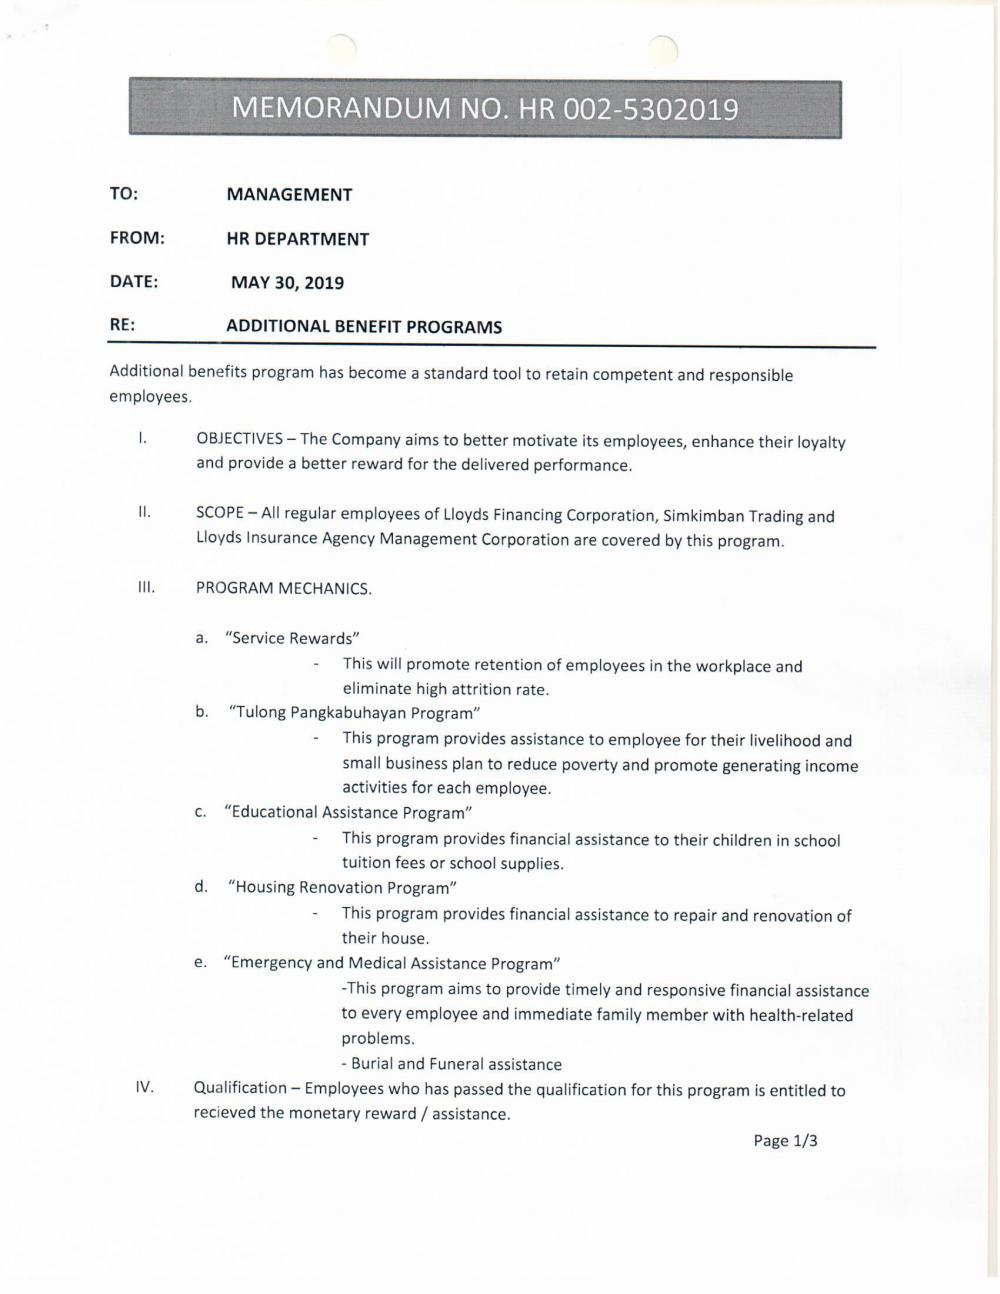 MEMORANDUM NO. HR 002-5302019
TO: MANAGEMENT
FROM: HR DEPARTMENT
DATE: MAY 30, 2019
RE: ADDITIONAL BENEFIT PROGRAMS
Additional benefits program has become a standard tool to retain competent and responsible
employees.
I. OBJECTIVES – The Company aims to better motivate its employees, enhance their loyalty
and provide a better reward for the delivered performance.
II. SCOPE – All regular employees of Lloyds Financing Corporation, Simkimban Trading and
Lloyds Insurance Agency Management Corporation are covered by this program.
III. PROGRAM MECHANICS.
a. “Service Rewards”
- This will promote retention of employees in the workplace and
eliminate high attrition rate.
b. “Tulong Pangkabuhayan Program”
- This program provides assistance to employee for their livelihood and
small business plan to reduce poverty and promote generating income
activities for each employee.
c. “Educational Assistance Program”
- This program provides financial assistance to their children in school
tuition fees or school supplies.
d. “Housing Renovation Program”
- This program provides financial assistance to repair and renovation of
their house.
e. “Emergency and Medical Assistance Program”
-This program aims to provide timely and responsive financial assistance
to every employee and immediate family member with health-related
problems.
- Burial and Funeral assistance
IV. Qualification – Employees who has passed the qualification for this program is entitled to
recieved the monetary reward / assistance.
Page 1/3